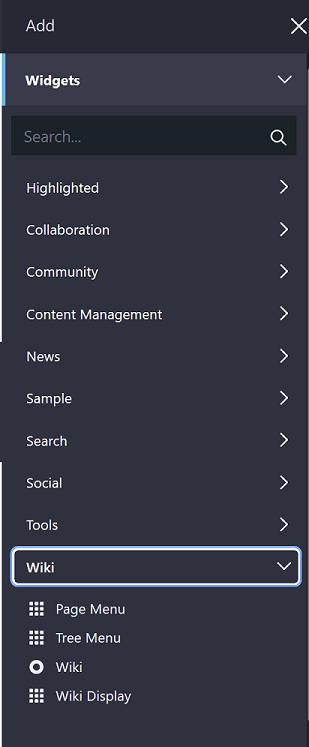 Add
Widgets
Search...
Highlighted
Collaboration
Community
Content Management
News
Sample
Search
Social
Tools
Wiki
Page Menu
Tree Menu
Wiki
Wiki Display